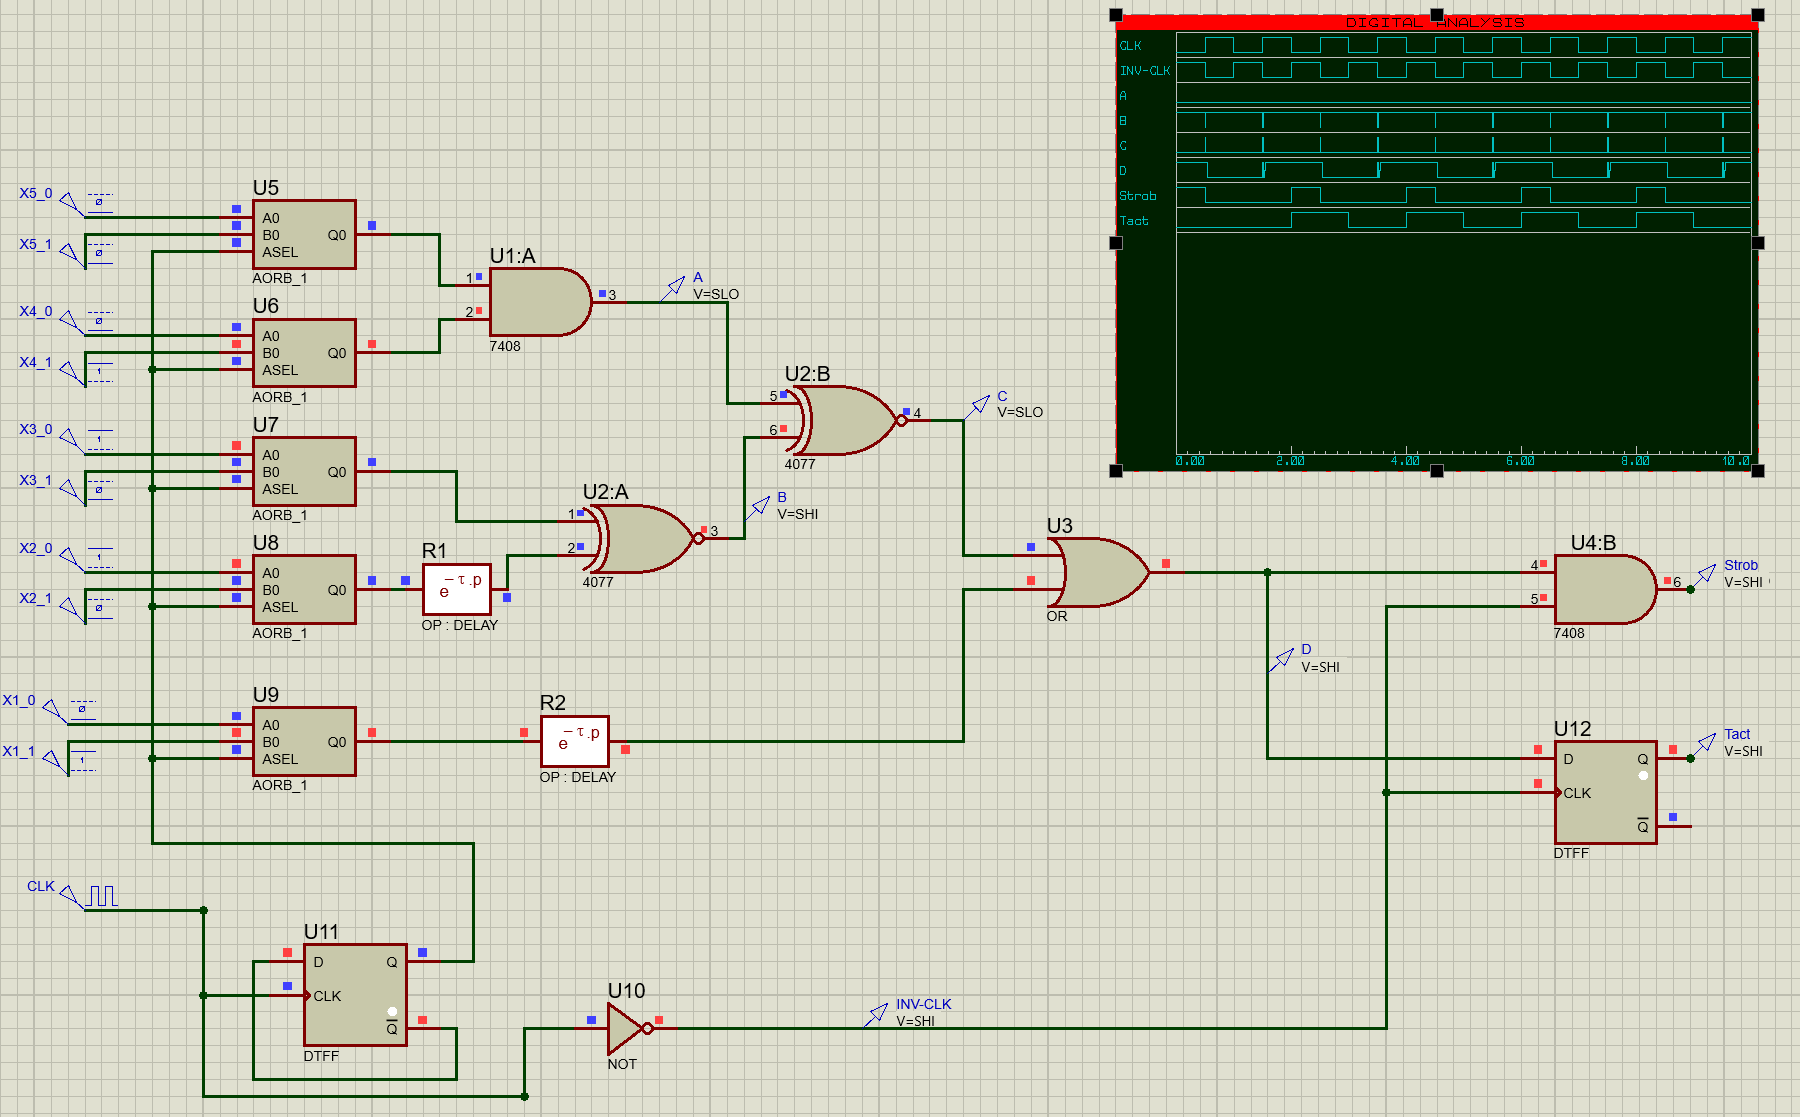 DIGITAL ANALYSIS
CLK
INV-CLK
A
B
C
D
Strob
Tact
0.00 2.00 4.00 6.00 8.00 10.0
X5_0
X5_1
U5
A0
B0
ASEL
Q0
AORB_1
X4_0
X4_1
U6
A0
B0
ASEL
Q0
AORB_1
X3_0
X3_1
U7
A0
B0
ASEL
Q0
AORB_1
X2_0
X2_1
U8
A0
B0
ASEL
Q0
AORB_1
X1_0
X1_1
U9
A0
B0
ASEL
Q0
AORB_1
U1:A
1
2
3
7408
A
V=SLO
U2:A
1
2
3
4077
B
V=SHI
R1
e -τ.p
OP : DELAY
R2
e -τ.p
OP : DELAY
U2:B
5
6
4
4077
C
V=SLO
U3
OR
D
V=SHI
U4:B
4
5
6
7408
Strob
V=SHI
U12
D
Q
CLK
Q
DTFF
Tact
V=SHI
CLK
U11
D
Q
CLK
Q
DTFF
U10
NOT
INV-CLK
V=SHI